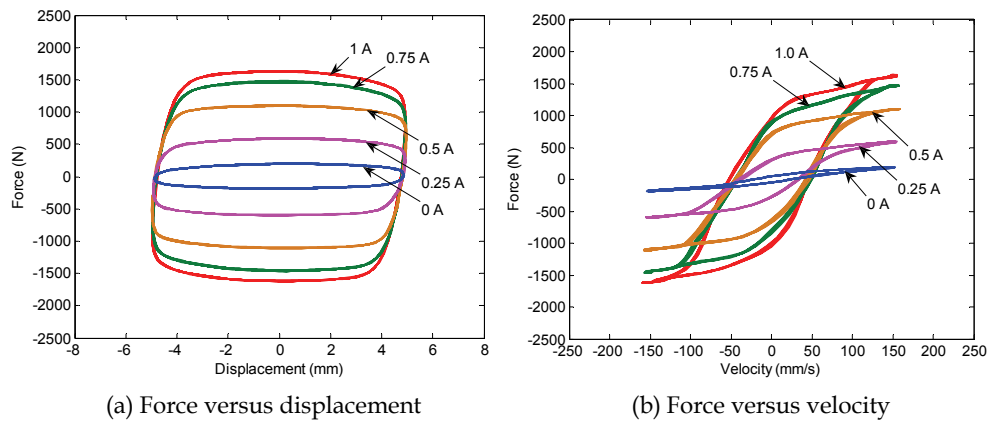 2500
2000
1500
1000
500
0
-500
-1000
-1500
-2000
-2500
Force (N)
1 A
0.75 A
0.5 A
0.25 A
0 A
-8
-6
-4
-2
0
2
4
6
8
Displacement (mm)
(a) Force versus displacement
2500
2000
1500
1000
500
0
-500
-1000
-1500
-2000
-2500
Force (N)
1.0 A
0.75 A
0.5 A
0.25 A
0 A
-250
-200
-150
-100
-50
0
50
100
150
200
250
Velocity (mm/s)
(b) Force versus velocity